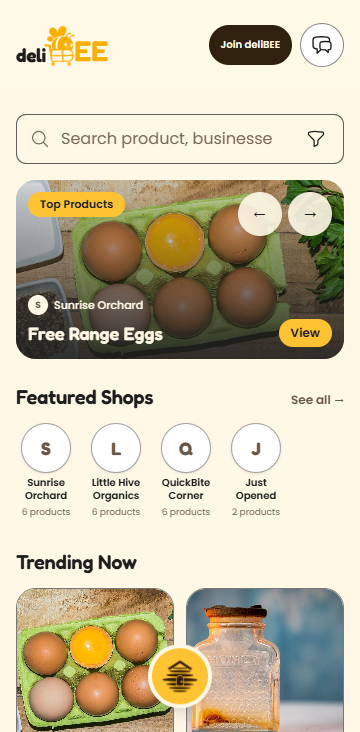 deliBEE
Join deliBEE
Search product, businesse
Top Products
← →
S Sunrise Orchard
Free Range Eggs
View
Featured Shops
See all →
S L Q J
Sunrise Orchard
6 products
Little Hive Organics
6 products
QuickBite Corner
6 products
Just Opened
2 products
Trending Now
HONEY